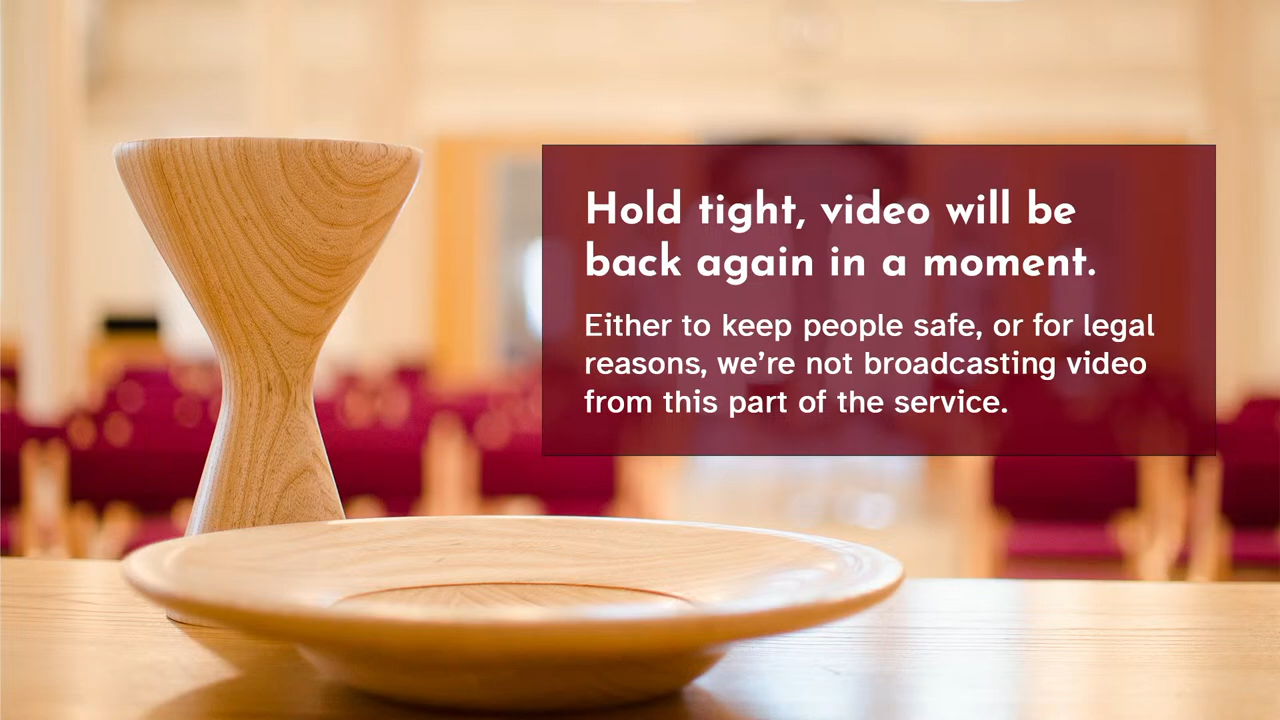 Hold tight, video will be
back again in a moment.
Either to keep people safe, or for legal
reasons, we’re not broadcasting video
from this part of the service.